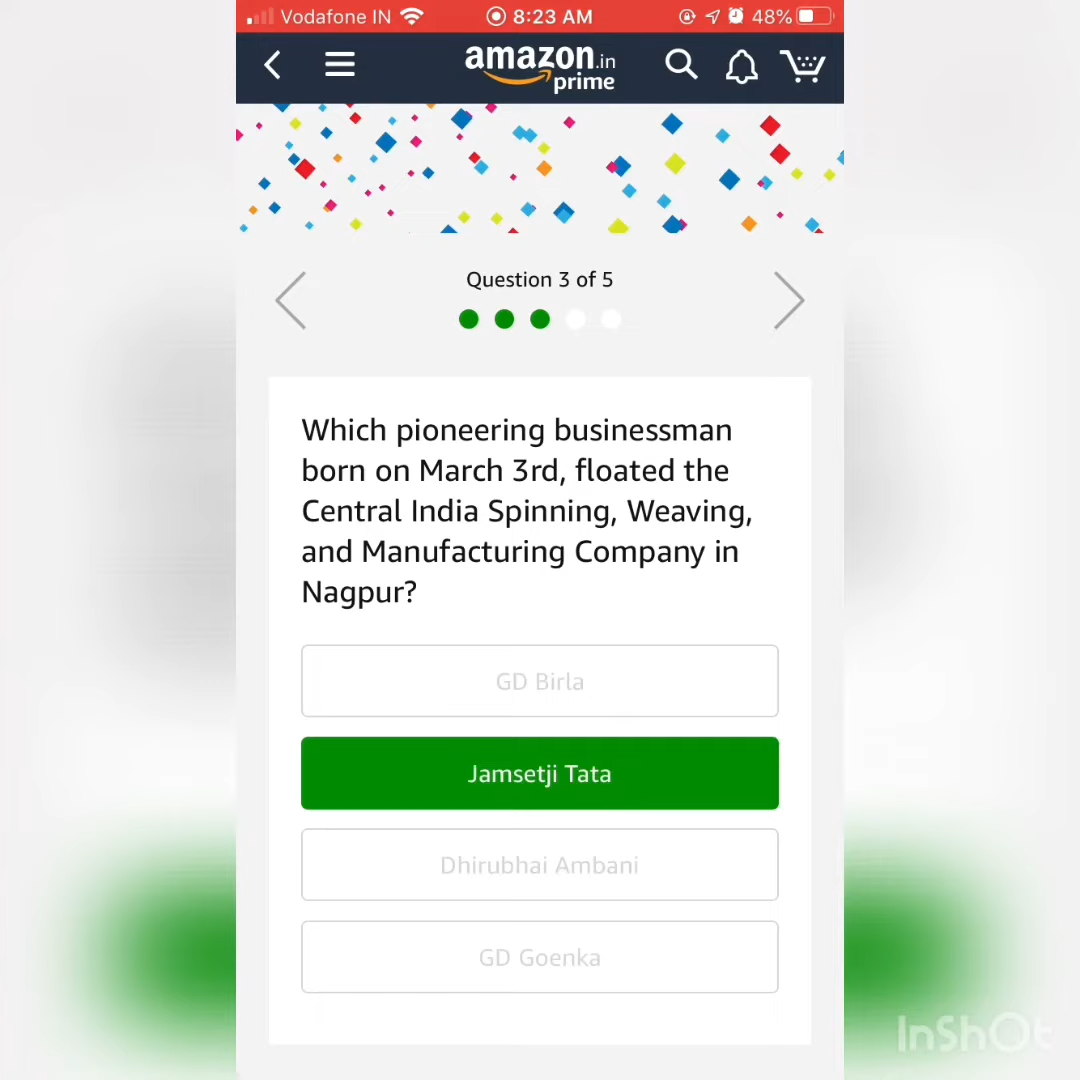 Vodafone IN 8:23 AM 48%
amazon.in
prime
Question 3 of 5
Which pioneering businessman
born on March 3rd, floated the
Central India Spinning, Weaving,
and Manufacturing Company in
Nagpur?
GD Birla
Jamsetji Tata
Dhirubhai Ambani
GD Goenka
InShOt